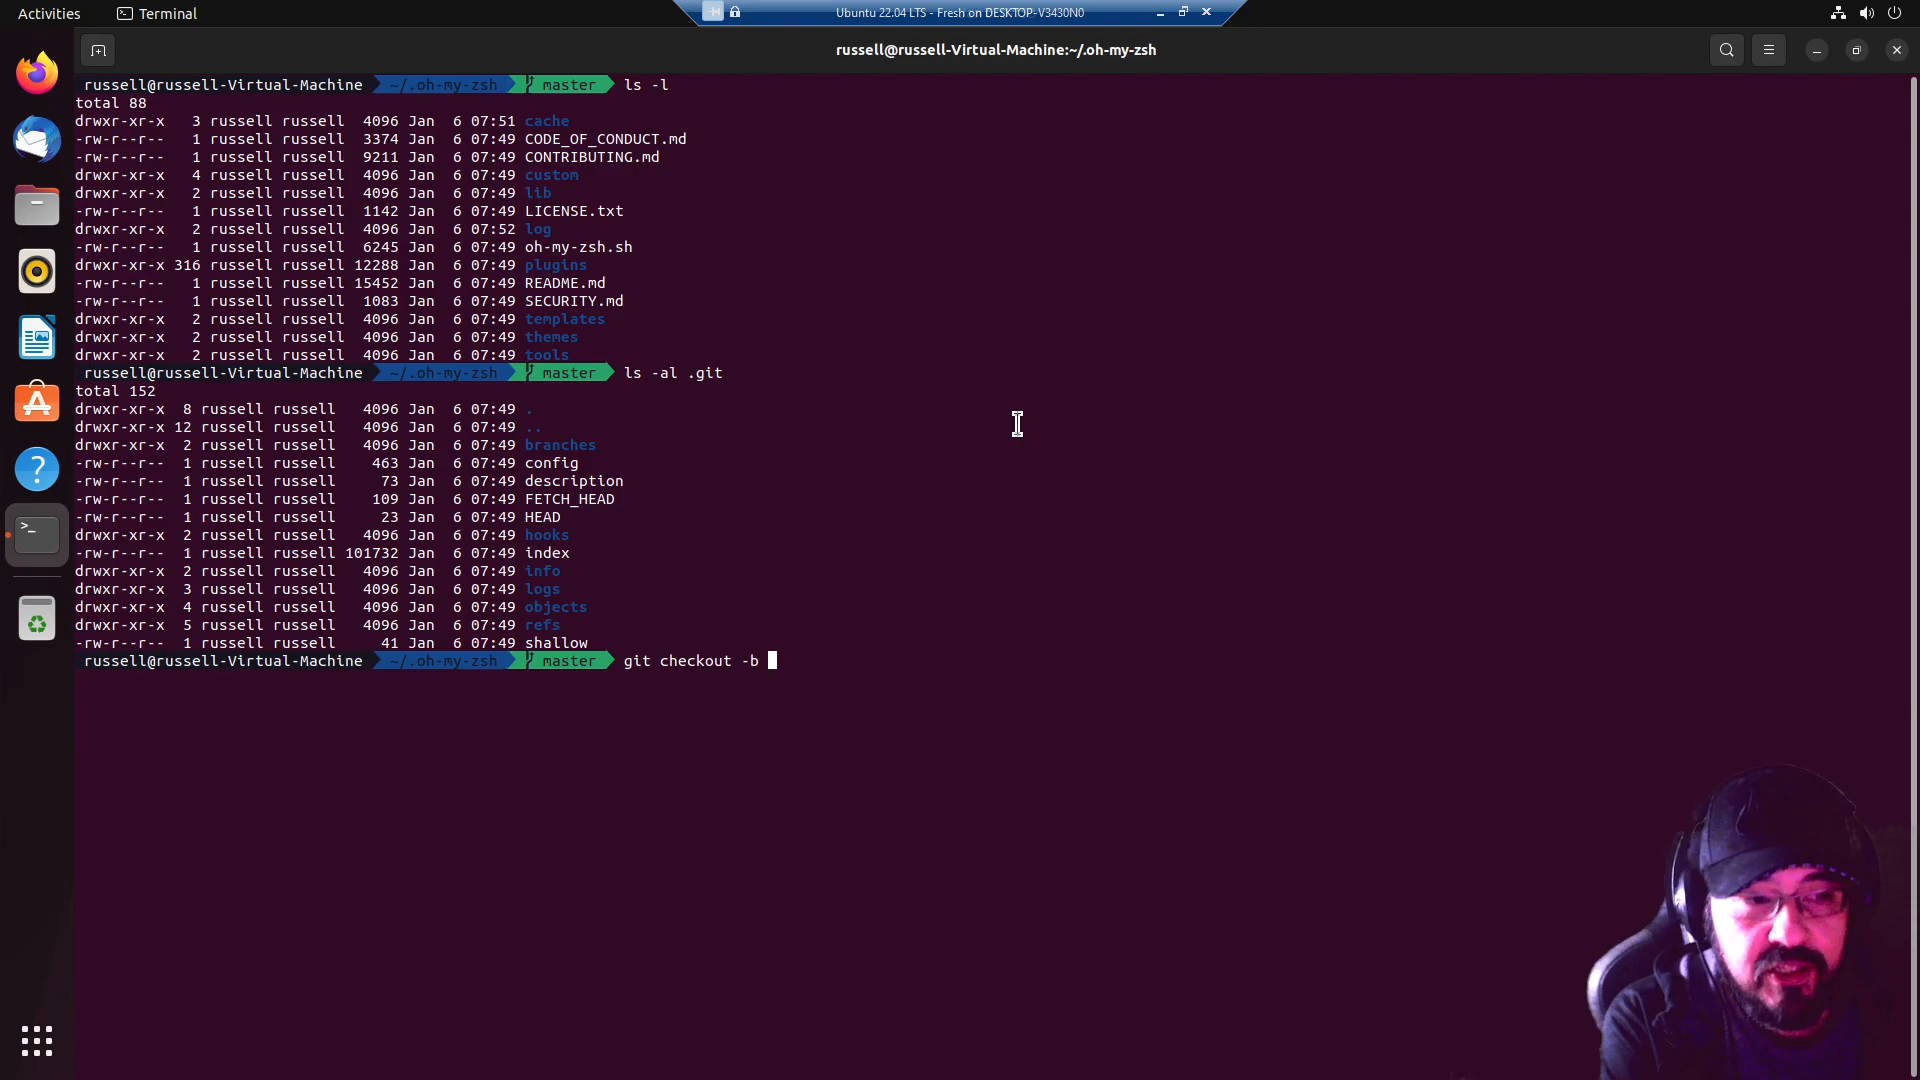 Activities
Terminal
Ubuntu 22.04 LTS - Fresh on DESKTOP-V3430N0
russell@russell-Virtual-Machine:~/.oh-my-zsh
russell@russell-Virtual-Machine ~/.oh-my-zsh master ls -l
total 88
drwxr-xr-x 3 russell russell 4096 Jan 6 07:51 cache
-rw-r--r-- 1 russell russell 3374 Jan 6 07:49 CODE_OF_CONDUCT.md
-rw-r--r-- 1 russell russell 9211 Jan 6 07:49 CONTRIBUTING.md
drwxr-xr-x 4 russell russell 4096 Jan 6 07:49 custom
drwxr-xr-x 2 russell russell 4096 Jan 6 07:49 lib
-rw-r--r-- 1 russell russell 1142 Jan 6 07:49 LICENSE.txt
drwxr-xr-x 2 russell russell 4096 Jan 6 07:52 log
-rw-r--r-- 1 russell russell 6245 Jan 6 07:49 oh-my-zsh.sh
drwxr-xr-x 316 russell russell 12288 Jan 6 07:49 plugins
-rw-r--r-- 1 russell russell 15452 Jan 6 07:49 README.md
-rw-r--r-- 1 russell russell 1083 Jan 6 07:49 SECURITY.md
drwxr-xr-x 2 russell russell 4096 Jan 6 07:49 templates
drwxr-xr-x 2 russell russell 4096 Jan 6 07:49 themes
drwxr-xr-x 2 russell russell 4096 Jan 6 07:49 tools
russell@russell-Virtual-Machine ~/.oh-my-zsh master ls -al .git
total 152
drwxr-xr-x 8 russell russell 4096 Jan 6 07:49 .
drwxr-xr-x 12 russell russell 4096 Jan 6 07:49 ..
drwxr-xr-x 2 russell russell 4096 Jan 6 07:49 branches
-rw-r--r-- 1 russell russell 463 Jan 6 07:49 config
-rw-r--r-- 1 russell russell 73 Jan 6 07:49 description
-rw-r--r-- 1 russell russell 109 Jan 6 07:49 FETCH_HEAD
-rw-r--r-- 1 russell russell 23 Jan 6 07:49 HEAD
drwxr-xr-x 2 russell russell 4096 Jan 6 07:49 hooks
-rw-r--r-- 1 russell russell 101732 Jan 6 07:49 index
drwxr-xr-x 2 russell russell 4096 Jan 6 07:49 info
drwxr-xr-x 3 russell russell 4096 Jan 6 07:49 logs
drwxr-xr-x 4 russell russell 4096 Jan 6 07:49 objects
drwxr-xr-x 5 russell russell 4096 Jan 6 07:49 refs
-rw-r--r-- 1 russell russell 41 Jan 6 07:49 shallow
russell@russell-Virtual-Machine ~/.oh-my-zsh master git checkout -b